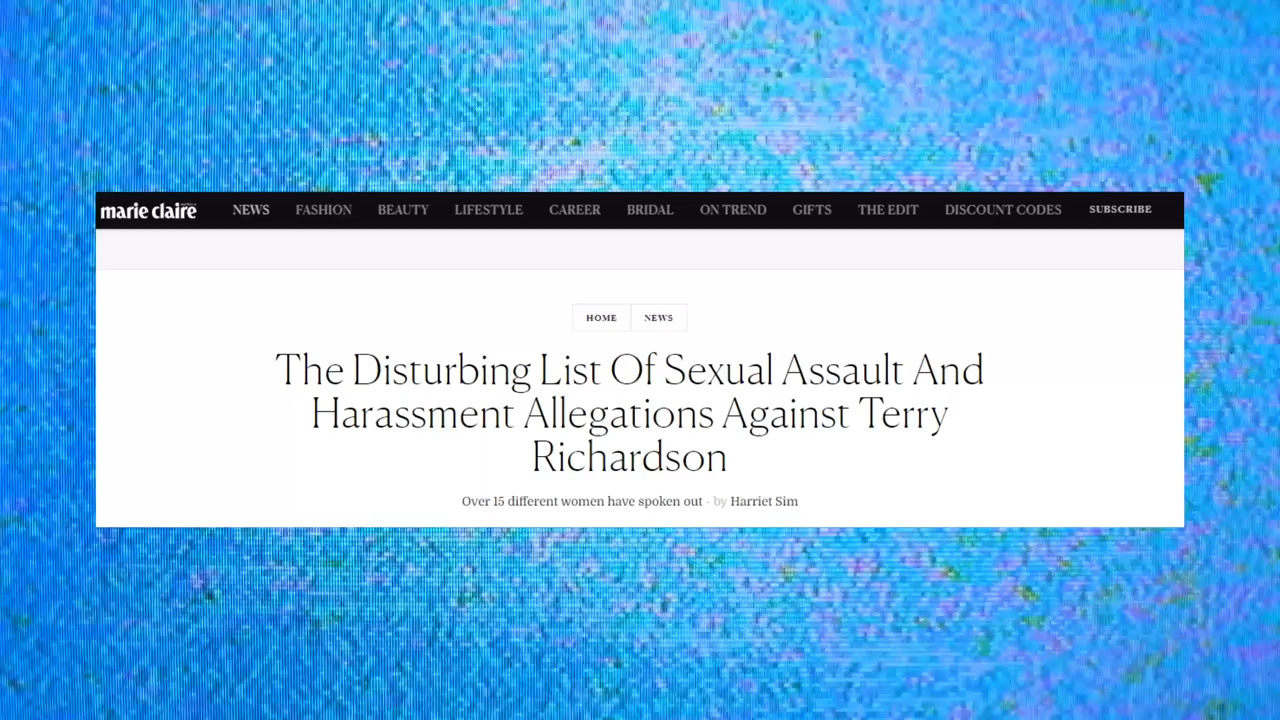 marie claire NEWS FASHION BEAUTY LIFESTYLE CAREER BRIDAL ON TREND GIFTS THE EDIT DISCOUNT CODES SUBSCRIBE
HOME NEWS
The Disturbing List Of Sexual Assault And
Harassment Allegations Against Terry
Richardson
Over 15 different women have spoken out - by Harriet Sim